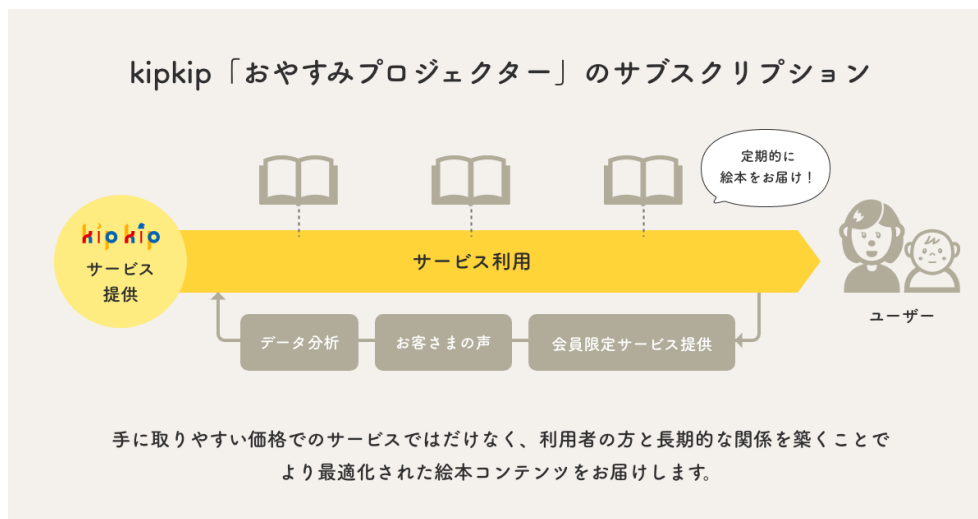 kipkip「おやすみプロジェクター」のサブスクリプション
定期的に
絵本をお届け！
kipkip
サービス
提供
サービス利用
ユーザー
データ分析
お客さまの声
会員限定サービス提供
手に取りやすい価格でのサービスではだけなく、利用者の方と長期的な関係を築くことで
より最適化された絵本コンテンツをお届けします。